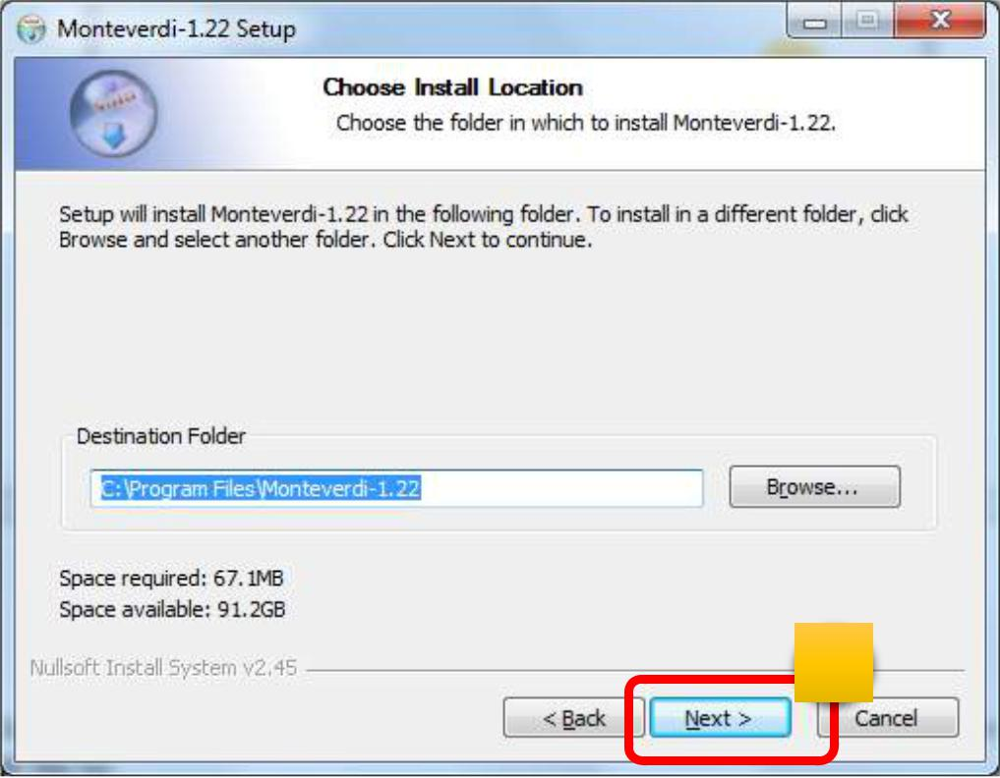 Monteverdi-1.22 Setup
Choose Install Location
Choose the folder in which to install Monteverdi-1.22.
Setup will install Monteverdi-1.22 in the following folder. To install in a different folder, click
Browse and select another folder. Click Next to continue.
Destination Folder
C:\Program Files\Monteverdi-1.22
Browse...
Space required: 67.1MB
Space available: 91.2GB
Nullsoft Install System v2.45
< Back
Next >
Cancel